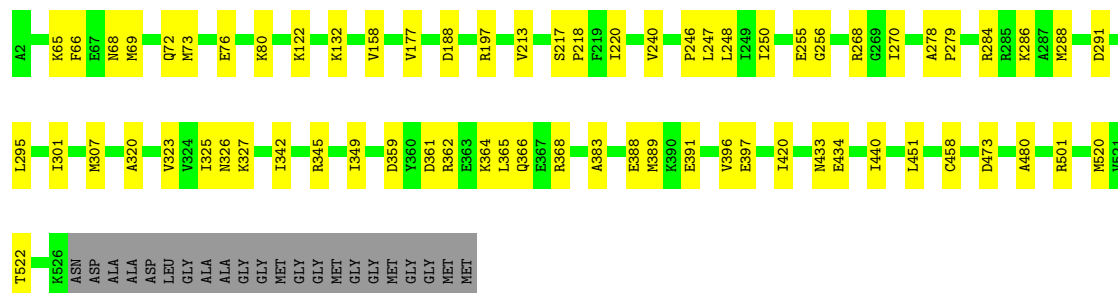 A2 K65 F66 E67 N68 M69 Q72 M73 E76 K80 K122 K132 V158 V177 D188 R197 V213 S217 P218 F219 I220 V240 P246 L247 L248 I249 I250 E255 G256 R268 G269 I270 A278 P279 R284 R285 K286 A287 M288 D291
L295 I301 M307 A320 V323 V324 I325 N326 K327 I342 R345 I349 D359 Y360 D361 R362 E363 K364 L365 Q366 E367 R368 A383 E388 M389 K390 E391 V396 E397 I420 N433 E434 I440 L451 C458 D473 A480 R501 M520 V521
T522 K526 ASN ASP ALA ALA ASP LEU GLY ALA ALA GLY GLY MET GLY GLY MET GLY GLY MET GLY GLY MET MET